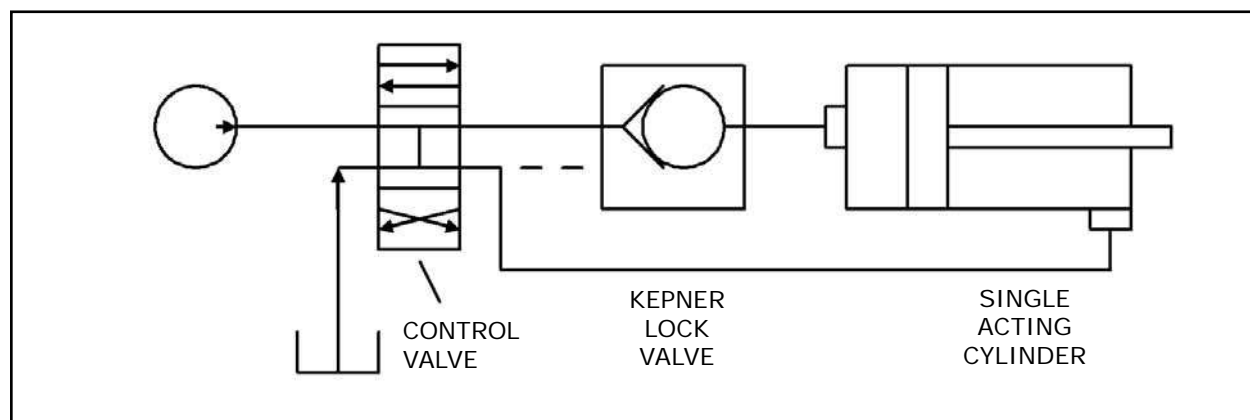 CONTROL
VALVE
KEPNER
LOCK
VALVE
SINGLE
ACTING
CYLINDER